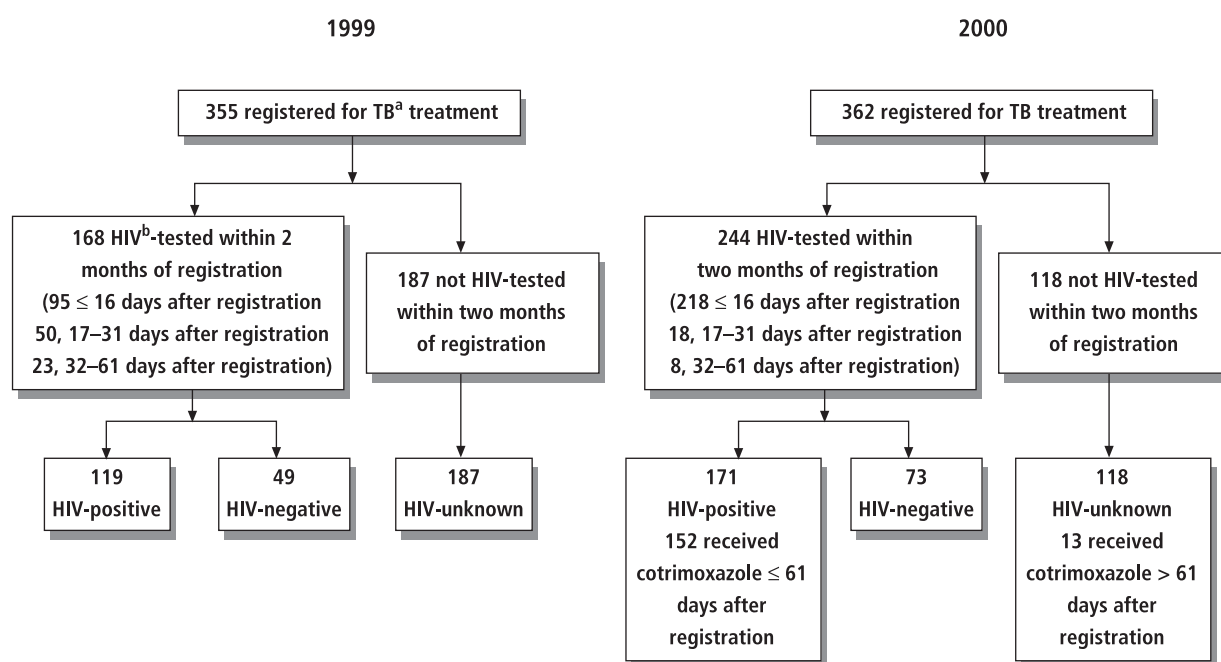 1999
355 registered for TBa treatment
168 HIVb-tested within 2
months of registration
(95 ≤ 16 days after registration
50, 17–31 days after registration
23, 32–61 days after registration)
187 not HIV-tested
within two months
of registration
119
HIV-positive
49
HIV-negative
187
HIV-unknown
2000
362 registered for TB treatment
244 HIV-tested within
two months of registration
(218 ≤ 16 days after registration
18, 17–31 days after registration
8, 32–61 days after registration)
118 not HIV-tested
within two months
of registration
171
HIV-positive
152 received
cotrimoxazole ≤ 61
days after
registration
73
HIV-negative
118
HIV-unknown
13 received
cotrimoxazole > 61
days after
registration